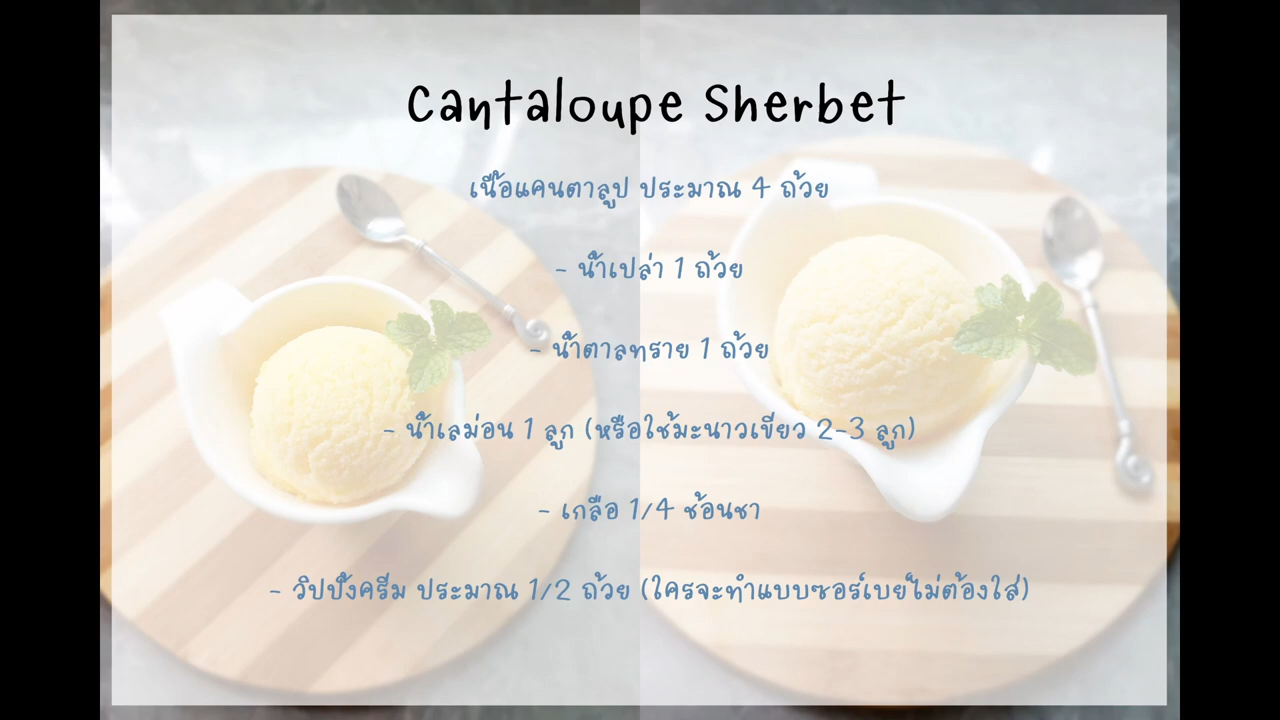 Cantaloupe Sherbet
เนื้อแคนตาลูป ประมาณ 4 ถ้วย
- น้ำเปล่า 1 ถ้วย
- น้ำตาลทราย 1 ถ้วย
- น้ำเลม่อน 1 ลูก (หรือใช้มะนาวเขียว 2-3 ลูก)
- เกลือ 1/4 ช้อนชา
- วิปปิ้งครีม ประมาณ 1/2 ถ้วย (ใครจะทำแบบซอร์เบย์ไม่ต้องใส่)